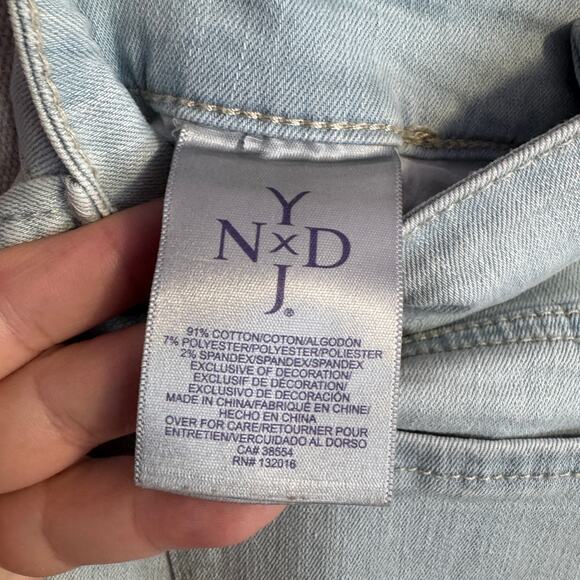 Y
N×D
J®
91% COTTON/COTON/ALGODÓN
7% POLYESTER/POLYESTER/POLIESTER
2% SPANDEX/SPANDEX/SPANDEX
EXCLUSIVE OF DECORATION/
EXCLUSIF DE DÉCORATION/
EXCLUSIVO DE DECORACIÓN
MADE IN CHINA/FABRIQUÉ EN CHINE/
HECHO EN CHINA
OVER FOR CARE/RETOURNER POUR
ENTRETIEN/VERCUIDADO AL DORSO
CA# 38554
RN# 132016